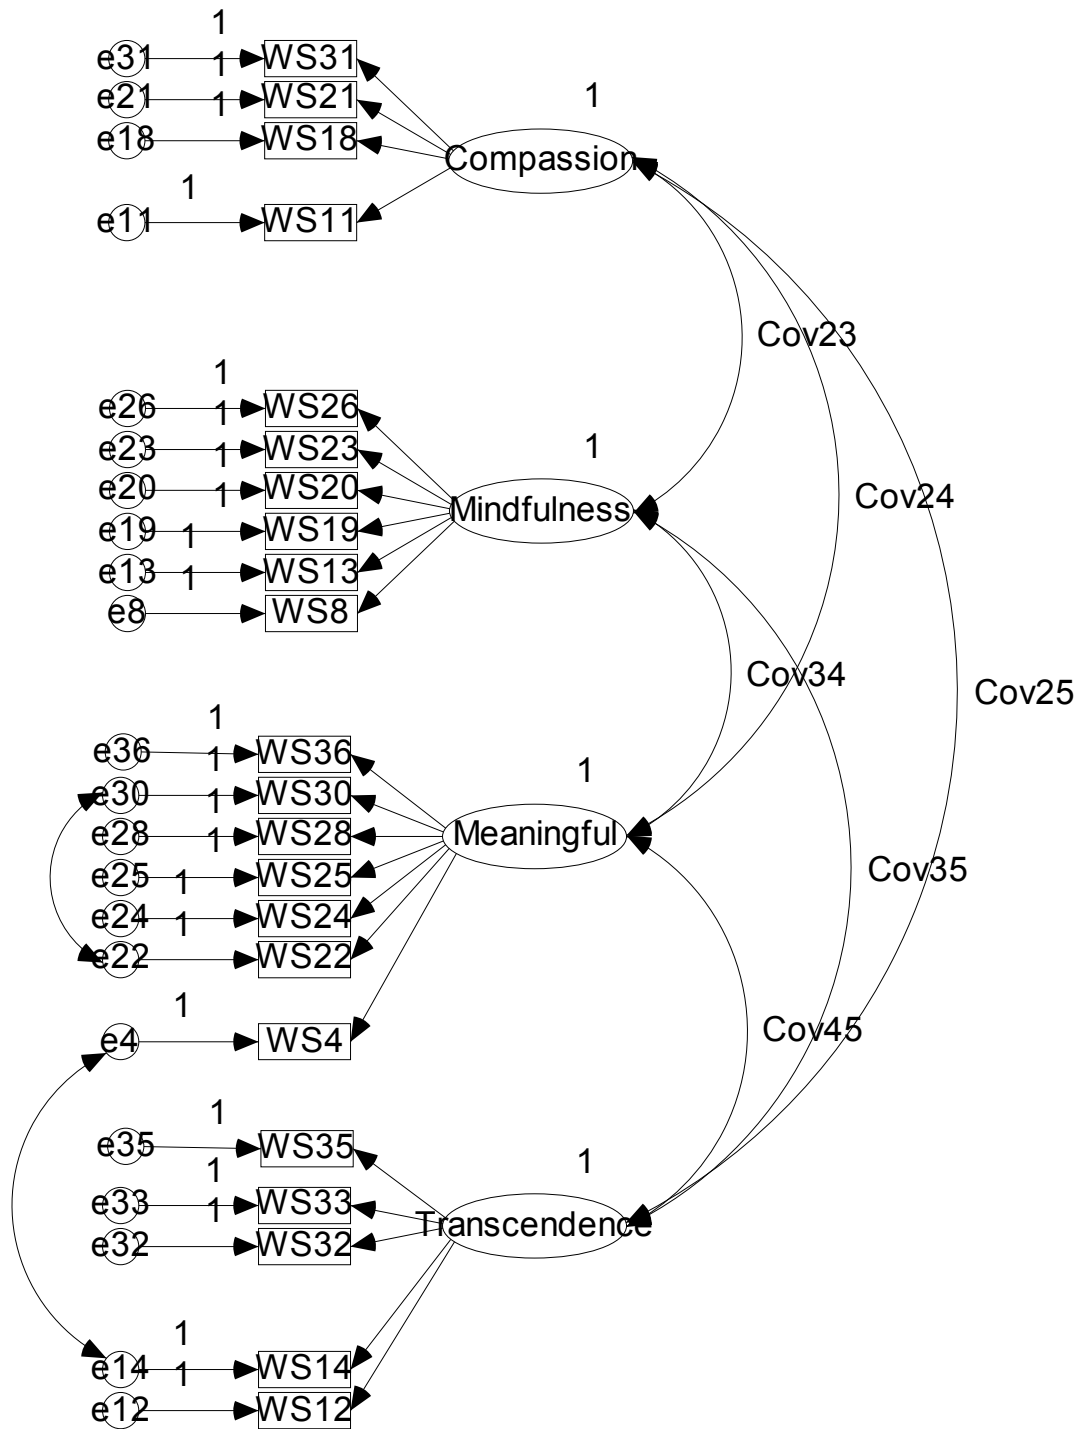 1
e31 WS31
1
e21 WS21
1
1
e18 WS18
Compassion
1
e11 WS11
Cov23
1
e26 WS26
1
e23 WS23
1
1
e20 WS20
Cov24
1
Mindfulness
e19 WS19
1
e13 WS13
1
e8 WS8
Cov34
Cov25
1
e36 WS36
1
1
e30 WS30
1
e28 WS28
Meaningful
1
e25 WS25
Cov35
1
e24 WS24
1
e22 WS22
1
e4 WS4
Cov45
1
e35 WS35
1
1
e33 WS33
1
Transcendence
e32 WS32
1
e14 WS14
1
e12 WS12